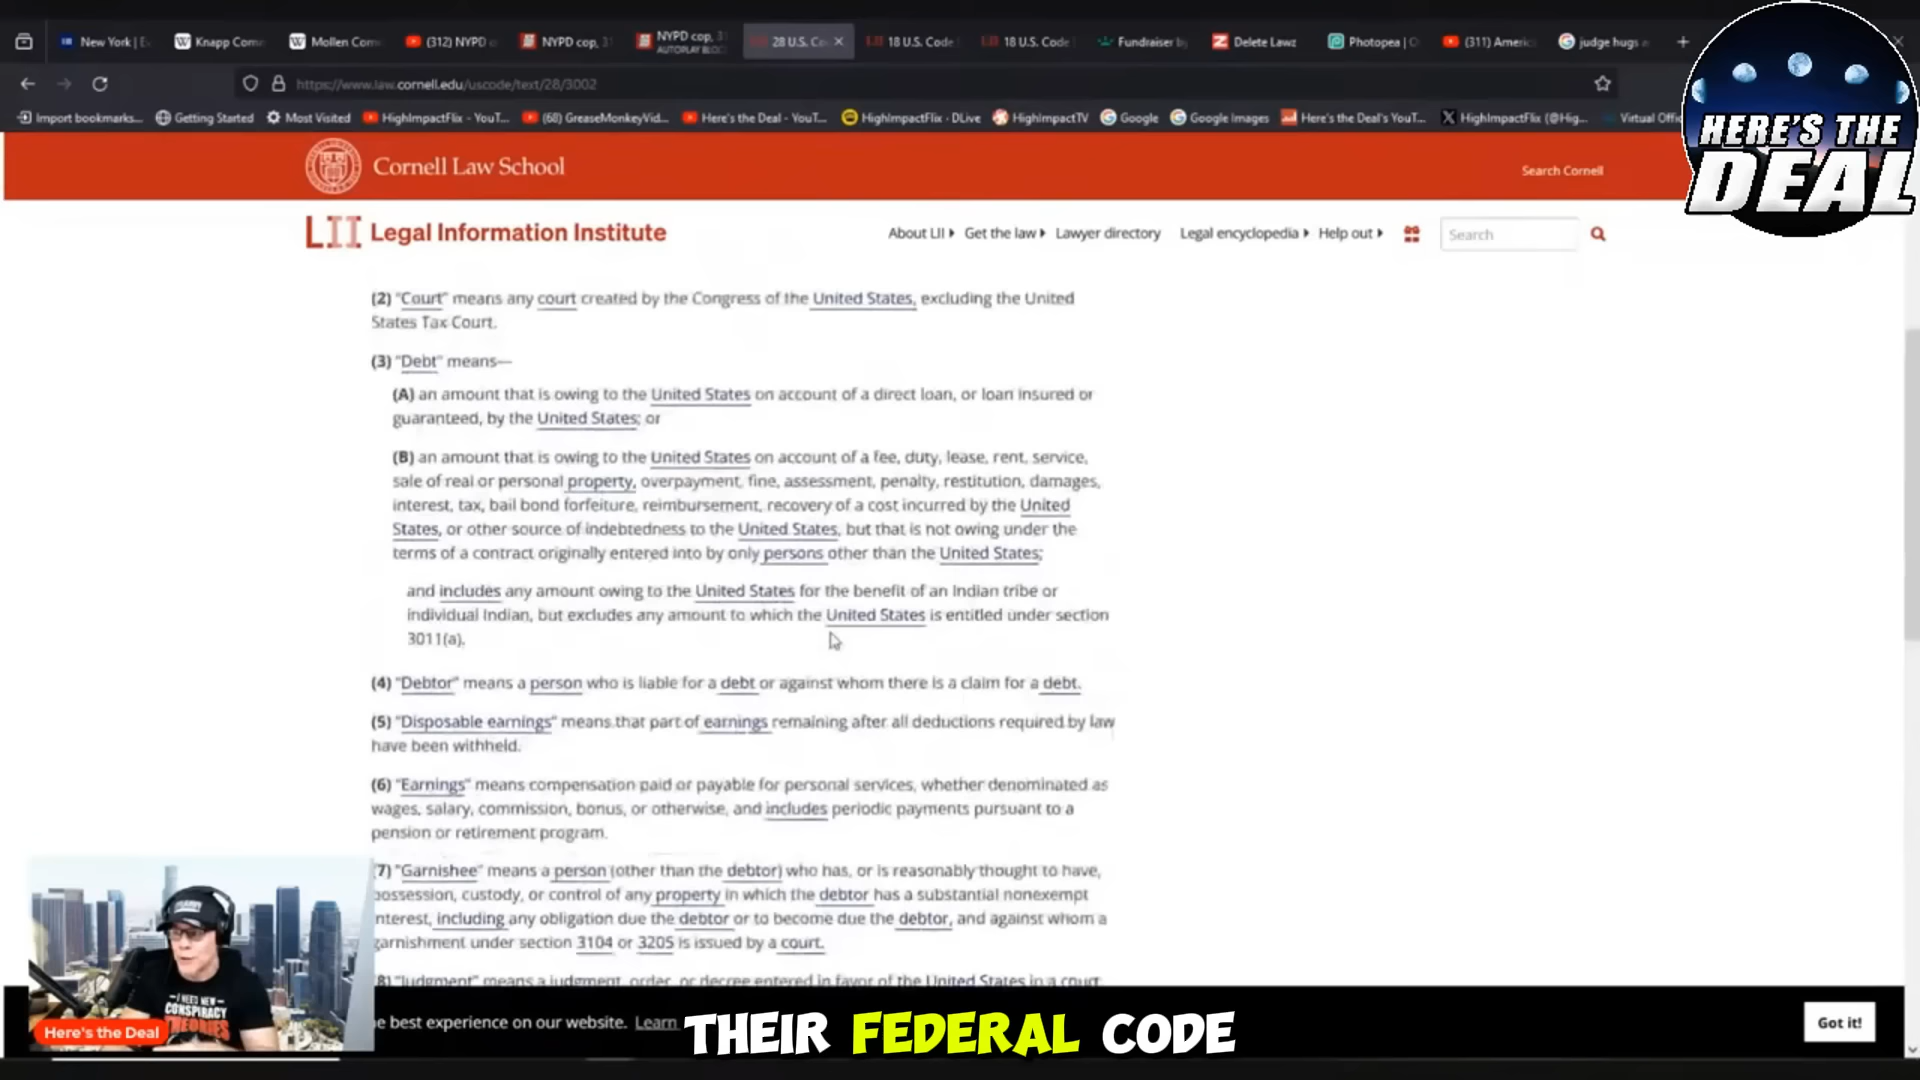 New York | E
Knapp Com
Mollen Com
(312) NYPD
NYPD cop, 3
NYPD cop, 3
AUTOPLAY BLOC
28 U.S. Co
18 U.S. Code
18 U.S. Code
Fundraiser by
Delete Lawz
Photopea | O
(311) Americ
judge hugs
https://www.law.cornell.edu/uscode/text/28/3002
Import bookmarks...
Getting Started
Most Visited
HighImpactFlix - YouT...
(68) GreaseMonkeyVid...
Here's the Deal - YouT...
HighImpactFlix - DLive
HighImpactTV
Google
Google Images
Here's the Deal's YouT...
HighImpactFlix (@Hig...
Virtual Offi
HERE'S THE
DEAL
Cornell Law School
Search Cornell
LII Legal Information Institute
About LII
Get the law
Lawyer directory
Legal encyclopedia
Help out
Search
(2) "Court" means any court created by the Congress of the United States, excluding the United
States Tax Court.
(3) "Debt" means—
(A) an amount that is owing to the United States on account of a direct loan, or loan insured or
guaranteed, by the United States; or
(B) an amount that is owing to the United States on account of a fee, duty, lease, rent, service,
sale of real or personal property, overpayment, fine, assessment, penalty, restitution, damages,
interest, tax, bail bond forfeiture, reimbursement, recovery of a cost incurred by the United
States, or other source of indebtedness to the United States, but that is not owing under the
terms of a contract originally entered into by only persons other than the United States;
and includes any amount owing to the United States for the benefit of an Indian tribe or
individual Indian, but excludes any amount to which the United States is entitled under section
3011(a).
(4) "Debtor" means a person who is liable for a debt or against whom there is a claim for a debt.
(5) "Disposable earnings" means that part of earnings remaining after all deductions required by law
have been withheld.
(6) "Earnings" means compensation paid or payable for personal services, whether denominated as
wages, salary, commission, bonus, or otherwise, and includes periodic payments pursuant to a
pension or retirement program.
(7) "Garnishee" means a person (other than the debtor) who has, or is reasonably thought to have,
possession, custody, or control of any property in which the debtor has a substantial nonexempt
interest, including any obligation due the debtor or to become due the debtor, and against whom a
garnishment under section 3104 or 3205 is issued by a court.
8) "Judgment" means a judgment, order, or decree entered in favor of the United States in a court
I NEED NEW
CONSPIRACY
THEORIES
Here's the Deal
e best experience on our website. Learn
Got it!
THEIR FEDERAL CODE